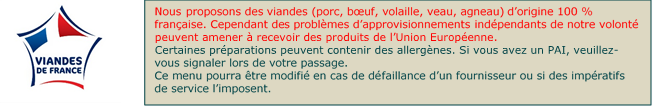 VIANDES
DE FRANCE
Nous proposons des viandes (porc, bœuf, volaille, veau, agneau) d’origine 100 %
française. Cependant des problèmes d’approvisionnements indépendants de notre volonté
peuvent amener à recevoir des produits de l’Union Européenne.
Certaines préparations peuvent contenir des allergènes. Si vous avez un PAI, veuillez-
vous signaler lors de votre passage.
Ce menu pourra être modifié en cas de défaillance d’un fournisseur ou si des impératifs
de service l’imposent.